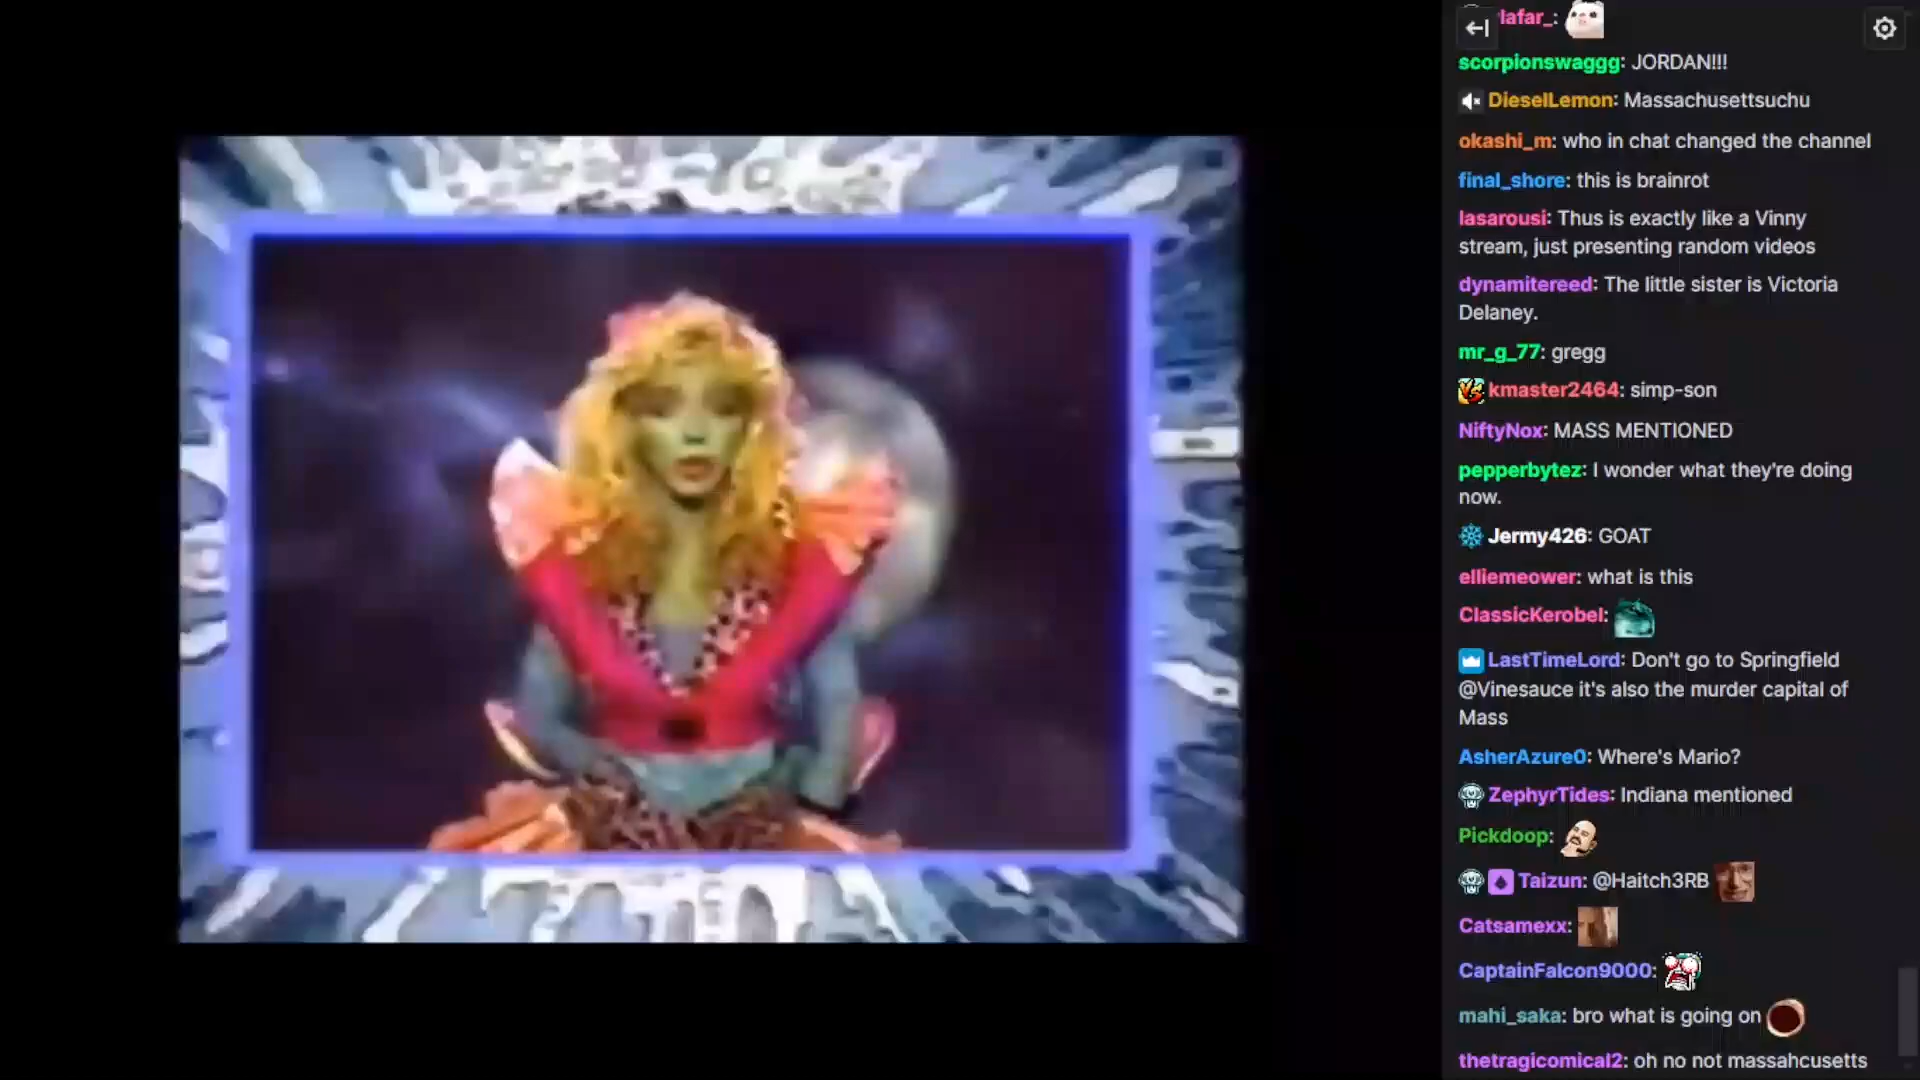 lafar_:
scorpionswaggg: JORDAN!!!
DieselLemon: Massachusettsuchu
okashi_m: who in chat changed the channel
final_shore: this is brainrot
lasarousi: Thus is exactly like a Vinny
stream, just presenting random videos
dynamitereed: The little sister is Victoria
Delaney.
mr_g_77: gregg
kmaster2464: simp-son
NiftyNox: MASS MENTIONED
pepperbytez: I wonder what they're doing
now.
Jermy426: GOAT
elliemeower: what is this
ClassicKerobel:
LastTimeLord: Don't go to Springfield
@Vinesauce it's also the murder capital of
Mass
AsherAzure0: Where's Mario?
ZephyrTides: Indiana mentioned
Pickdoop:
Taizun: @Haitch3RB
Catsamexx:
CaptainFalcon9000:
mahi_saka: bro what is going on
thetragicomical2: oh no not massahcusetts